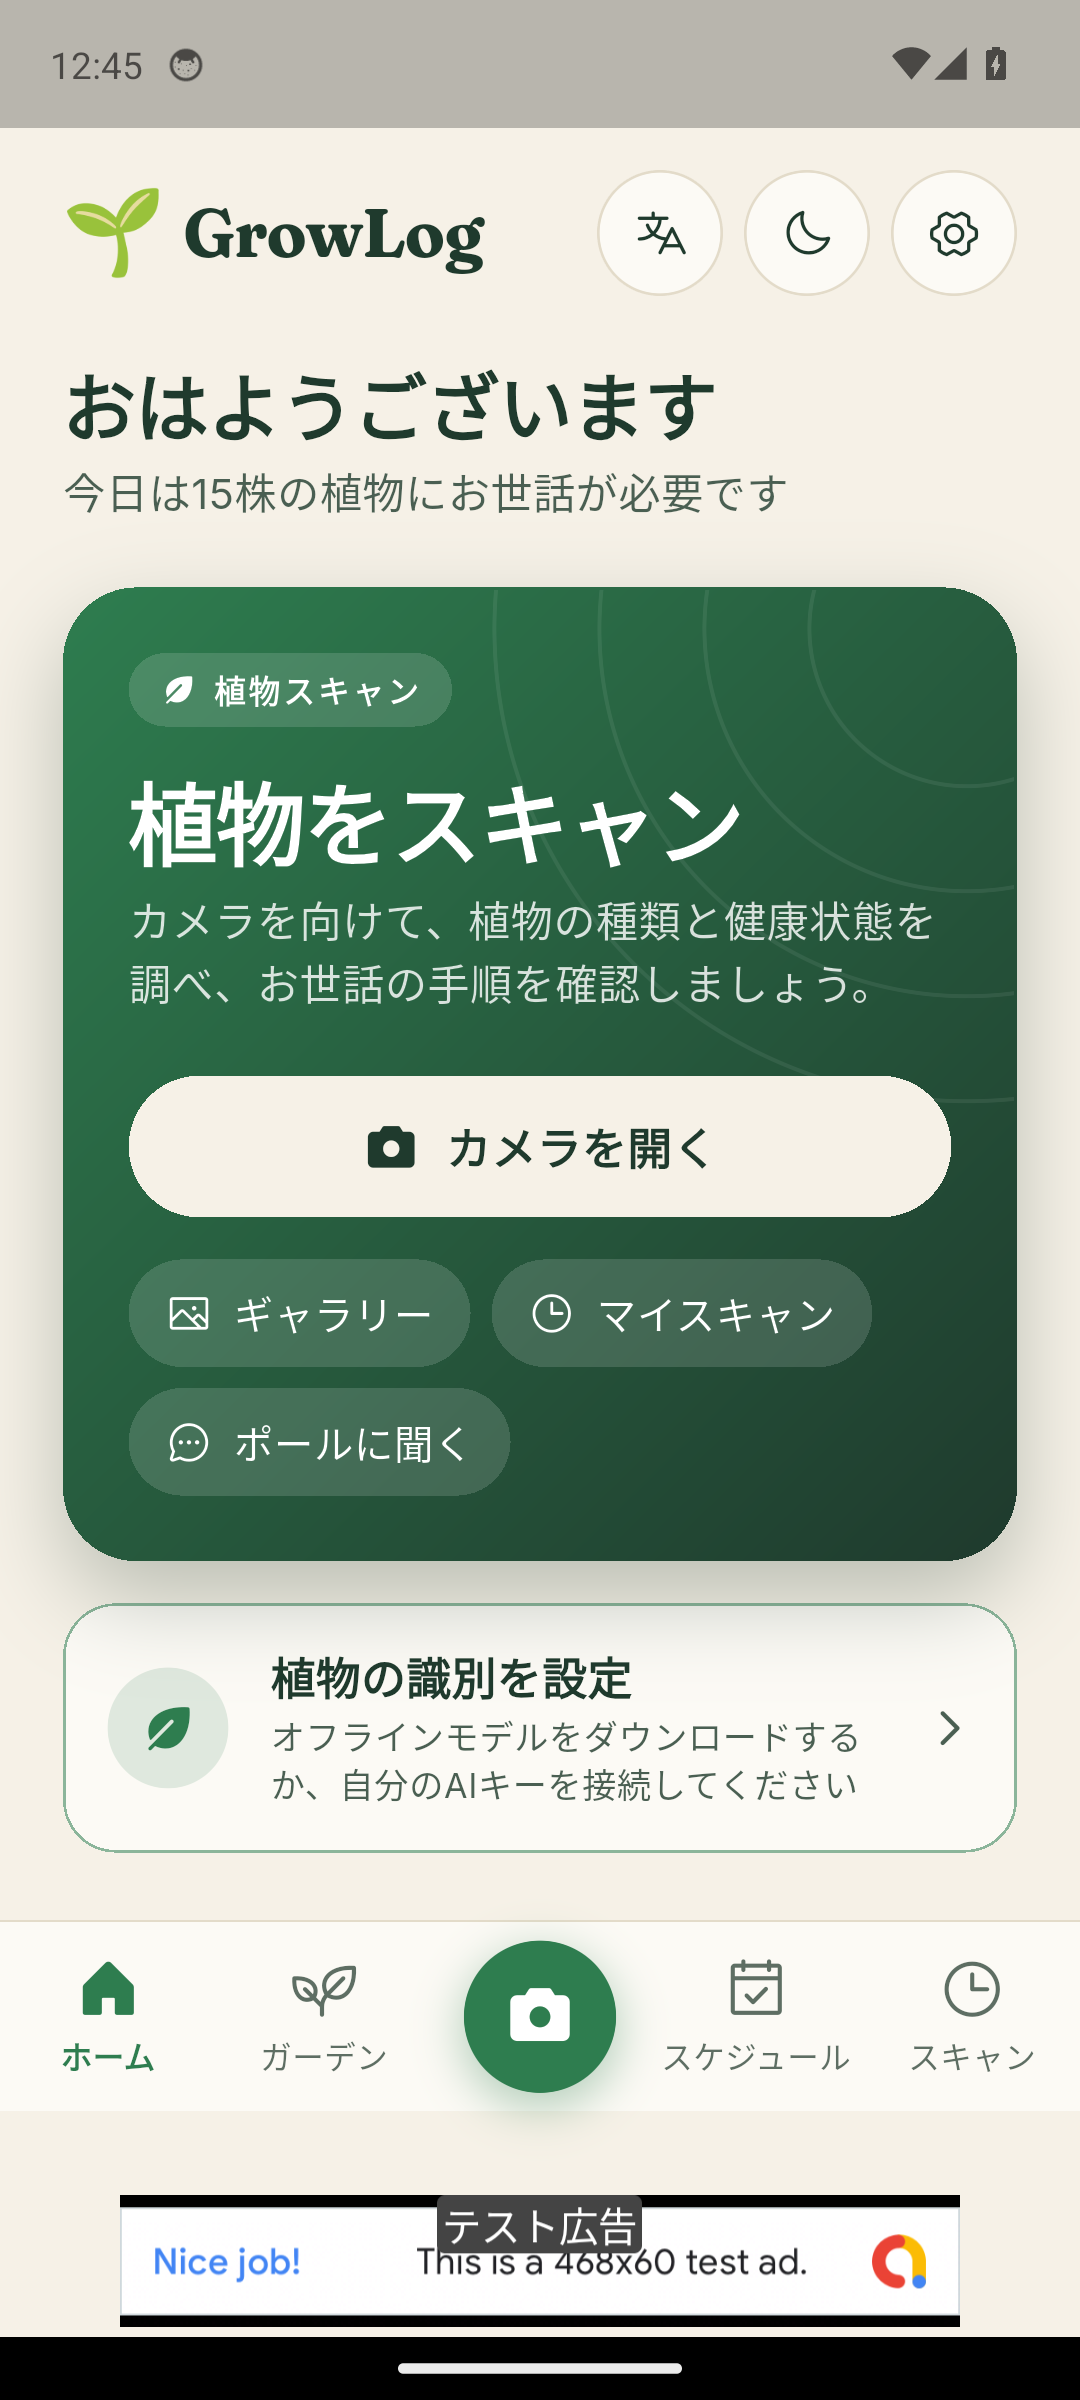 12:45
GrowLog
おはようございます
今日は15株の植物にお世話が必要です
植物スキャン
植物をスキャン
カメラを向けて、植物の種類と健康状態を
調べ、お世話の手順を確認しましょう。
カメラを開く
ギャラリー
マイスキャン
ポールに聞く
植物の識別を設定
オフラインモデルをダウンロードする
か、自分のAIキーを接続してください
ホーム
ガーデン
スケジュール
スキャン
テスト広告
Nice job!
This is a 468x60 test ad.